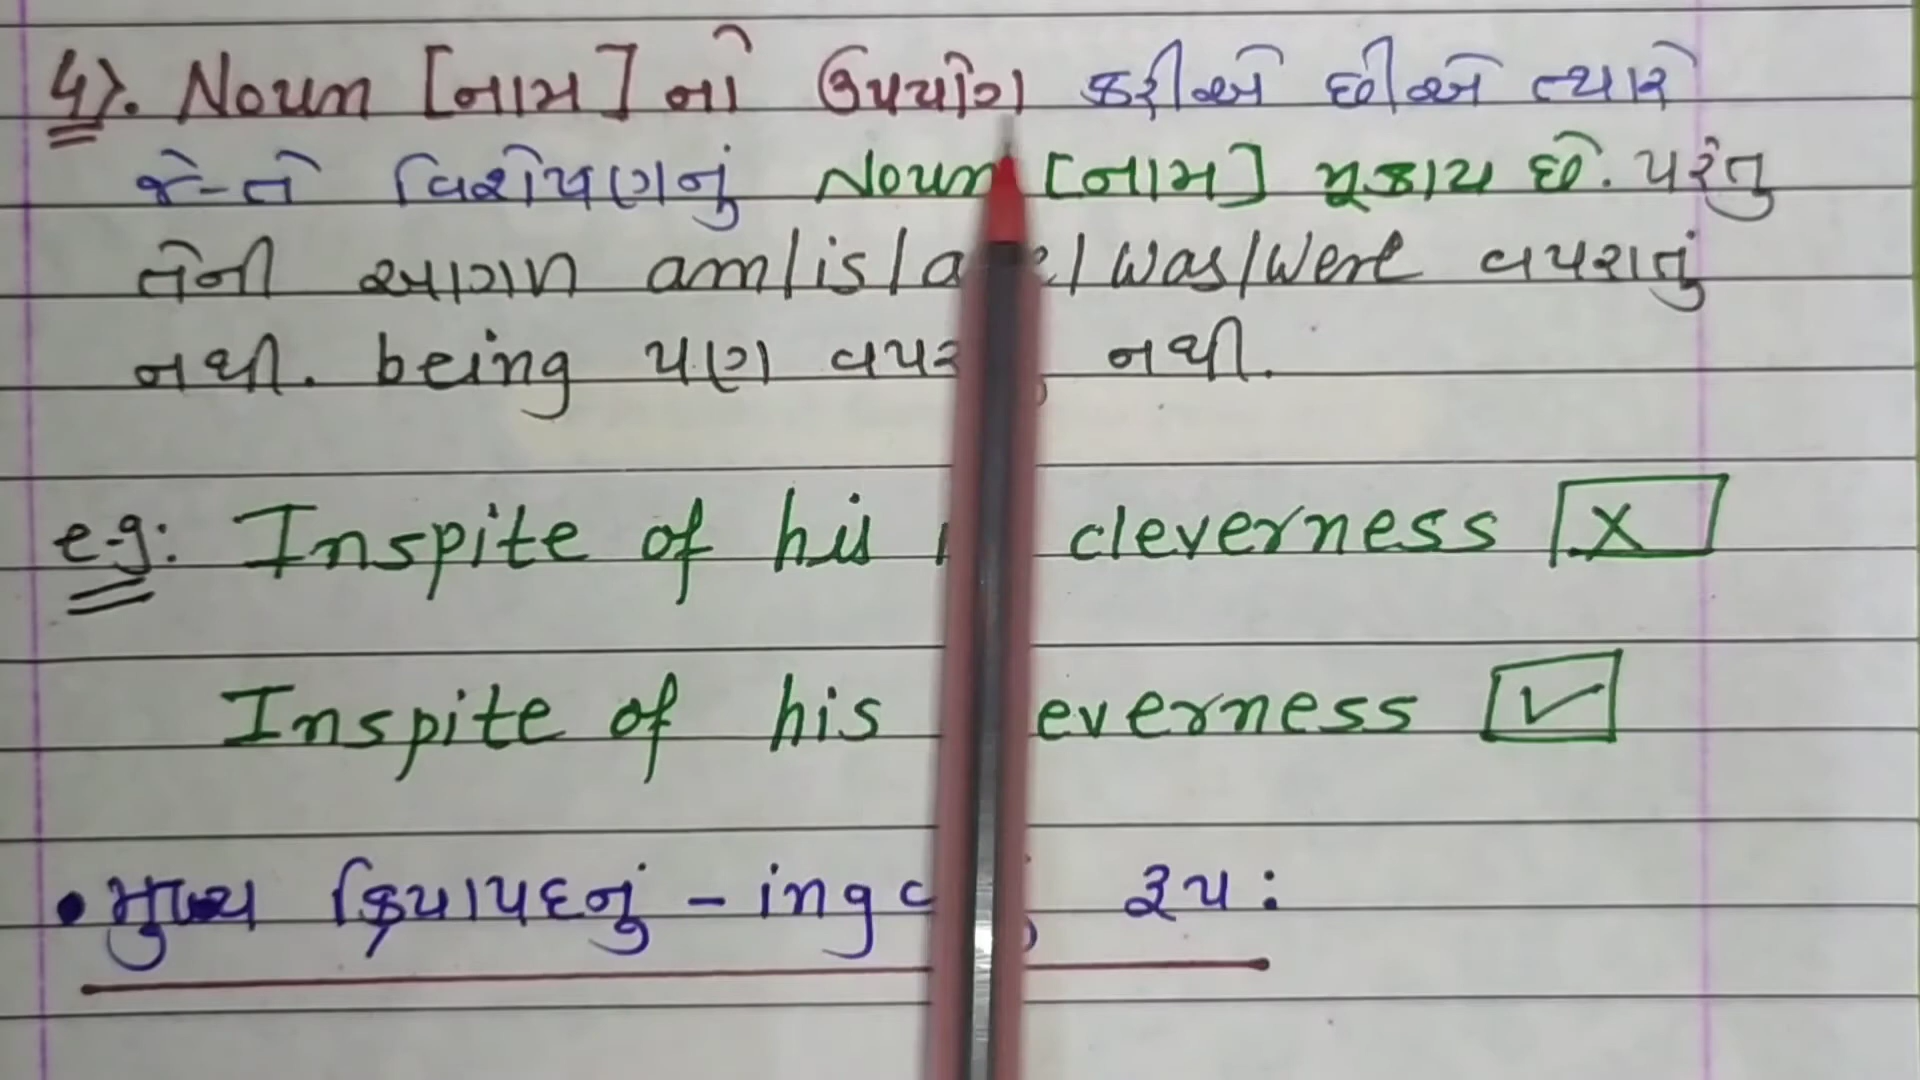 4). Noun [નામ] નો ઉપયોગ કરીએ છીએ ત્યારે
જે-તે વિશેષણનું Noun [નામ] મૂકાય છે. પરંતુ
તેની આગળ am/is/are/was/were વપરાતું
નથી. being પણ નથી.
e.g: Inspite of his cleverness X
Inspite of his everness ✓
• મુખ્ય ક્રિયાપદનું - ing રૂપ: